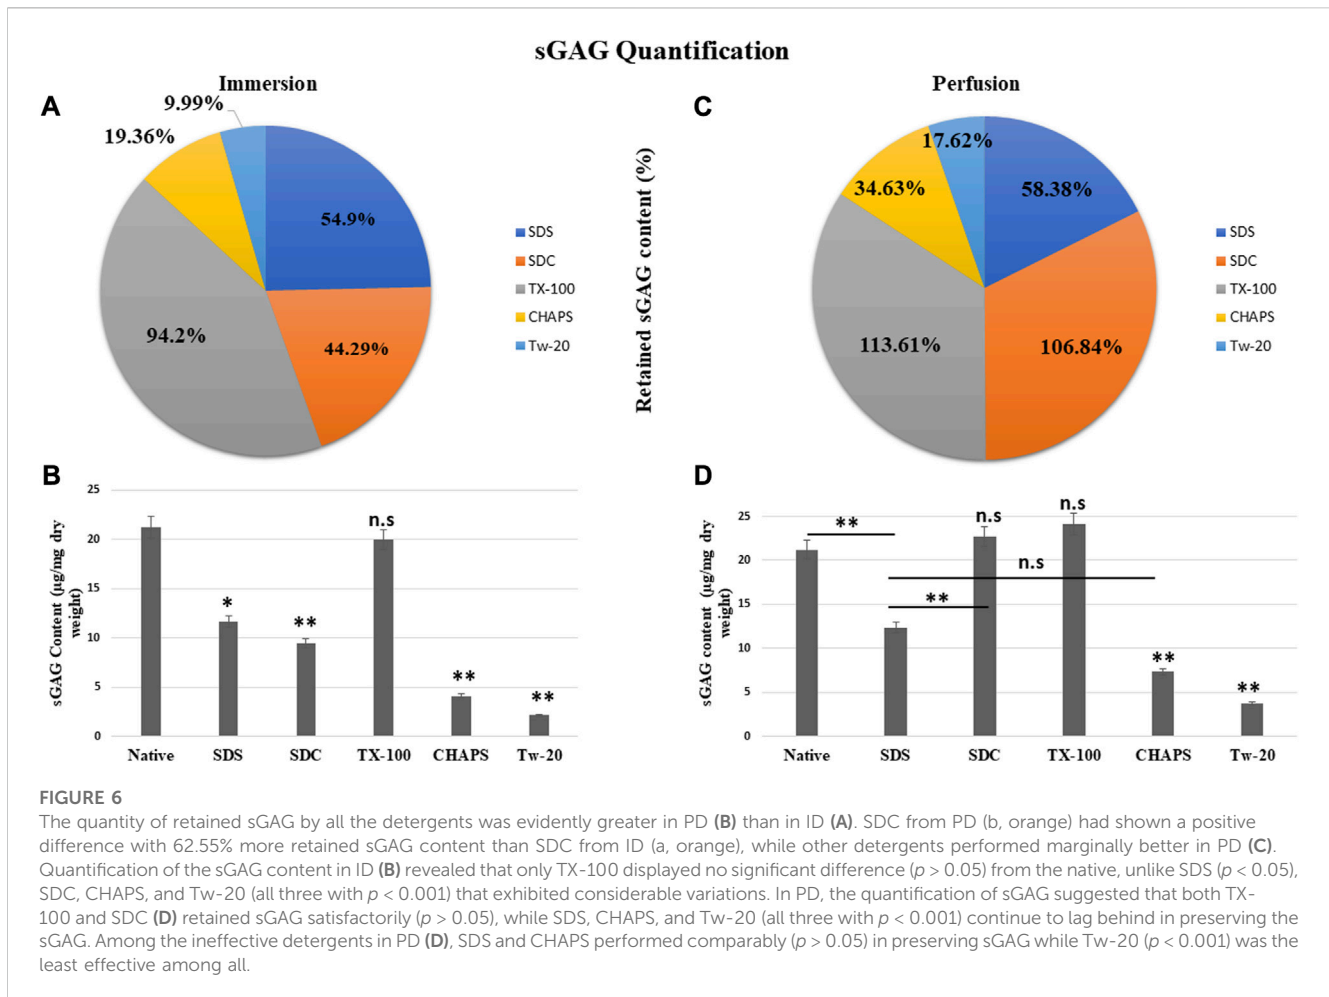 sGAG Quantification
Immersion
A
9.99%
19.36%
54.9%
94.2%
44.29%
SDS
SDC
TX-100
CHAPS
Tw-20
Retained sGAG content (%)
Perfusion
C
17.62%
34.63%
58.38%
113.61%
106.84%
SDS
SDC
TX-100
CHAPS
Tw-20
B
sGAG Content (µg/mg dry
weight)
25
20
15
10
5
0
*
**
n.s
**
**
Native SDS SDC TX-100 CHAPS Tw-20
D
sGAG content (µg/mg dry
weight)
25
20
15
10
5
0
**
n.s
n.s
n.s
**
**
**
Native SDS SDC TX-100 CHAPS Tw-20
FIGURE 6
The quantity of retained sGAG by all the detergents was evidently greater in PD (B) than in ID (A). SDC from PD (b, orange) had shown a positive
difference with 62.55% more retained sGAG content than SDC from ID (a, orange), while other detergents performed marginally better in PD (C).
Quantification of the sGAG content in ID (B) revealed that only TX-100 displayed no significant difference (p > 0.05) from the native, unlike SDS (p < 0.05),
SDC, CHAPS, and Tw-20 (all three with p < 0.001) that exhibited considerable variations. In PD, the quantification of sGAG suggested that both TX-
100 and SDC (D) retained sGAG satisfactorily (p > 0.05), while SDS, CHAPS, and Tw-20 (all three with p < 0.001) continue to lag behind in preserving the
sGAG. Among the ineffective detergents in PD (D), SDS and CHAPS performed comparably (p > 0.05) in preserving sGAG while Tw-20 (p < 0.001) was the
least effective among all.